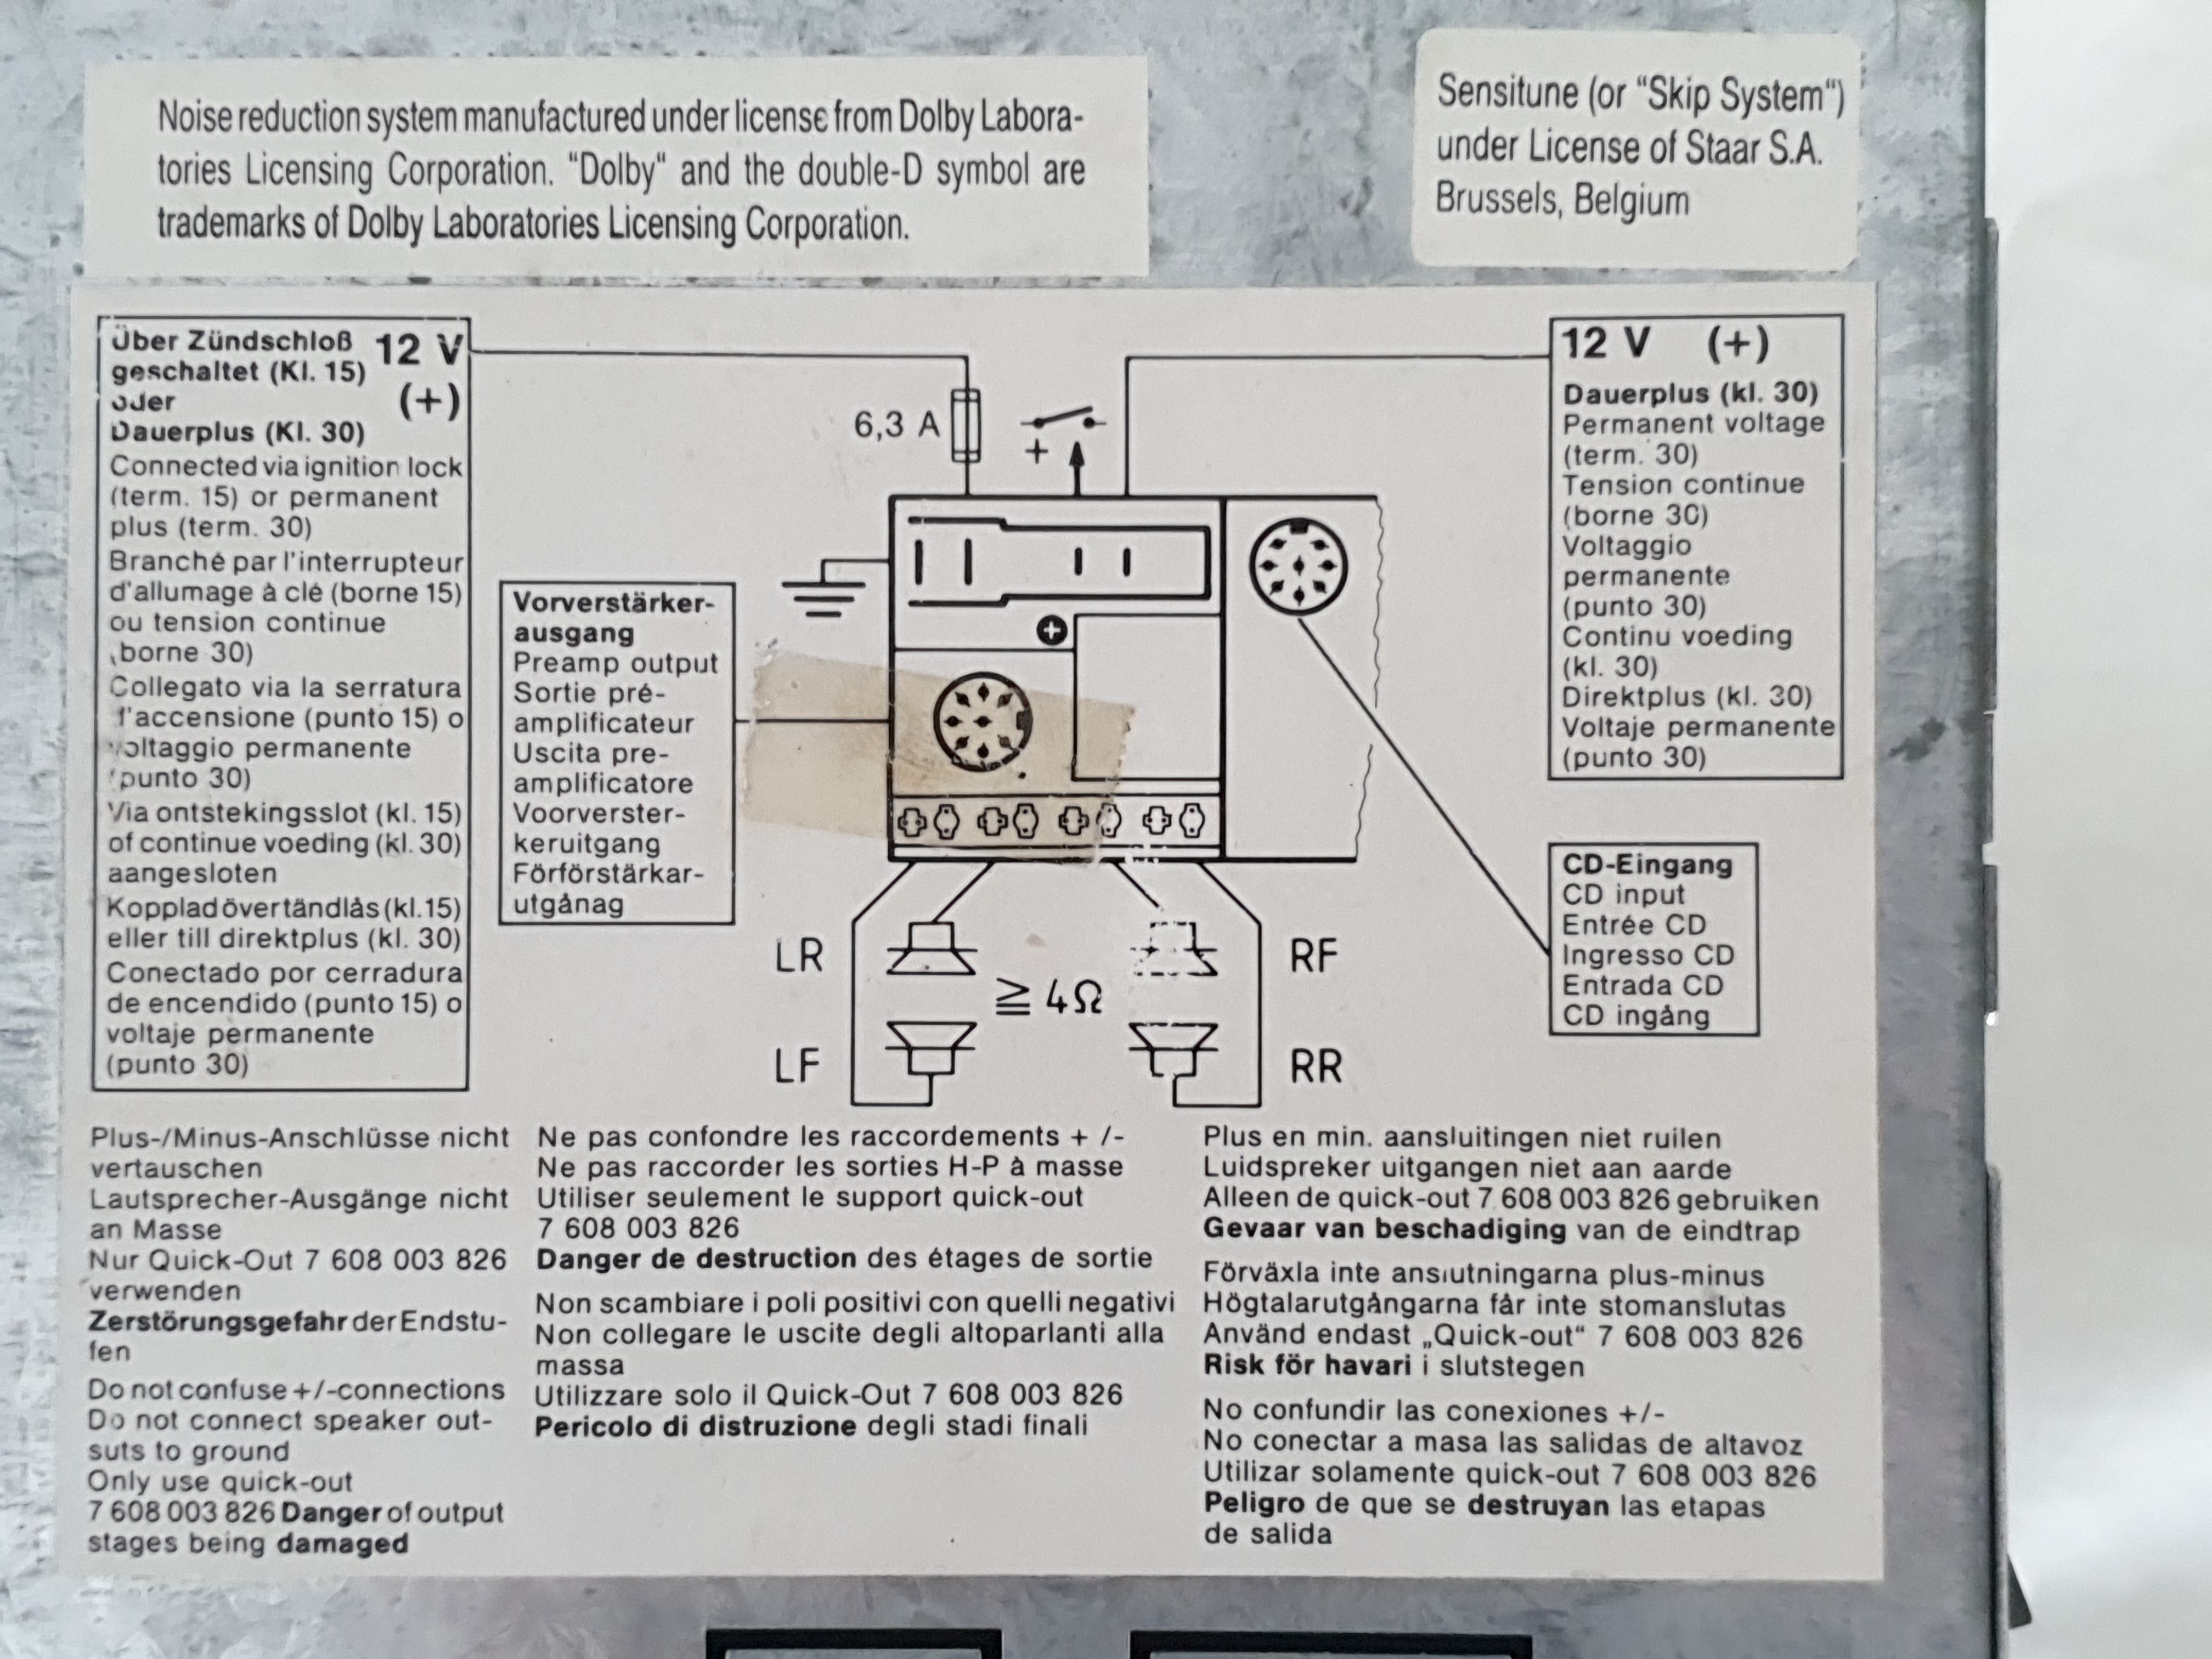 Noise reduction system manufactured under license from Dolby Labora-
tories Licensing Corporation. “Dolby“ and the double-D symbol are
trademarks of Dolby Laboratories Licensing Corporation.
Sensitune (or “Skip System“)
under License of Staar S.A.
Brussels, Belgium
Über Zündschloß
geschaltet (Kl. 15)
oder
Dauerplus (Kl. 30)
12 V
(+)
Connected via ignition lock
(term. 15) or permanent
plus (term. 30)
Branché par l'interrupteur
d'allumage à clé (borne 15)
ou tension continue
(borne 30)
Collegato via la serratura
l'accensione (punto 15) o
voltaggio permanente
(punto 30)
Via ontstekingsslot (kl. 15)
of continue voeding (kl. 30)
aangesloten
Kopplad övertändlås (kl.15)
eller till direktplus (kl. 30)
Conectado por cerradura
de encendido (punto 15) o
voltaje permanente
(punto 30)
6,3 A
+
Vorverstärker-
ausgang
Preamp output
Sortie pré-
amplificateur
Uscita pre-
amplificatore
Voorverster-
keruitgang
Förförstärkar-
utgånag
12 V (+)
Dauerplus (kl. 30)
Permanent voltage
(term. 30)
Tension continue
(borne 30)
Voltaggio
permanente
(punto 30)
Continu voeding
(kl. 30)
Direktplus (kl. 30)
Voltaje permanente
(punto 30)
CD-Eingang
CD input
Entrée CD
Ingresso CD
Entrada CD
CD ingång
LR
RF
≧ 4Ω
LF
RR
Plus-/Minus-Anschlüsse nicht
vertauschen
Lautsprecher-Ausgänge nicht
an Masse
Nur Quick-Out 7 608 003 826
verwenden
Zerstörungsgefahr der Endstu-
fen
Do not confuse +/-connections
Do not connect speaker out-
suts to ground
Only use quick-out
7 608 003 826 Danger of output
stages being damaged
Ne pas confondre les raccordements + /-
Ne pas raccorder les sorties H-P à masse
Utiliser seulement le support quick-out
7 608 003 826
Danger de destruction des étages de sortie
Non scambiare i poli positivi con quelli negativi
Non collegare le uscite degli altoparlanti alla
massa
Utilizzare solo il Quick-Out 7 608 003 826
Pericolo di distruzione degli stadi finali
Plus en min. aansluitingen niet ruilen
Luidspreker uitgangen niet aan aarde
Alleen de quick-out 7 608 003 826 gebruiken
Gevaar van beschadiging van de eindtrap
Förväxla inte anslutningarna plus-minus
Högtalarutgångarna får inte stomanslutas
Använd endast „Quick-out“ 7 608 003 826
Risk för havari i slutstegen
No confundir las conexiones +/-
No conectar a masa las salidas de altavoz
Utilizar solamente quick-out 7 608 003 826
Peligro de que se destruyan las etapas
de salida